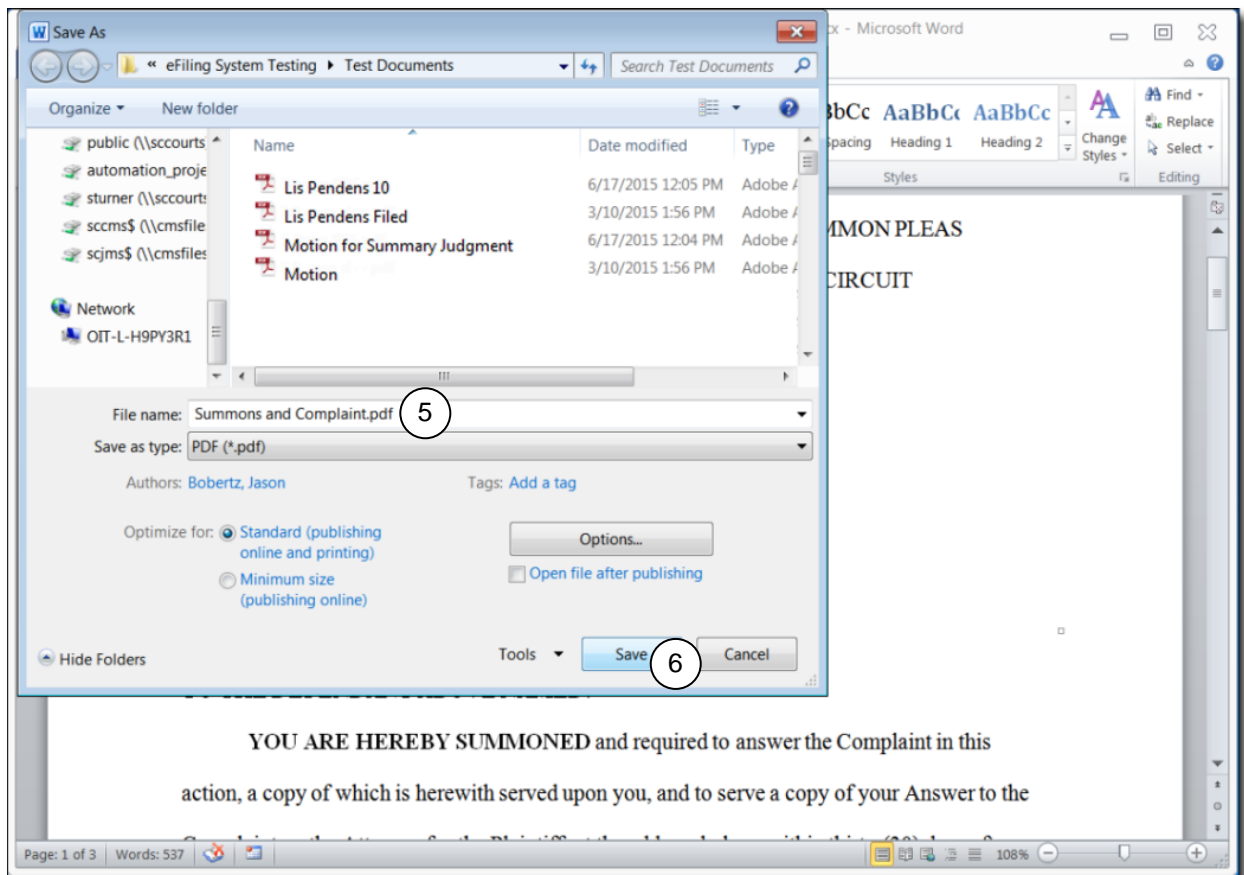 Save As
x - Microsoft Word
« eFiling System Testing ▸ Test Documents
Search Test Documents
Organize
New folder
public (\\sccourts
automation_proje
sturner (\\sccourts
sccms$ (\\cmsfile
scjms$ (\\cmsfiles
Network
OIT-L-H9PY3R1
Name Date modified Type
Lis Pendens 10 6/17/2015 12:05 PM Adobe A
Lis Pendens Filed 3/10/2015 1:56 PM Adobe A
Motion for Summary Judgment 6/17/2015 12:04 PM Adobe A
Motion 3/10/2015 1:56 PM Adobe A
File name: Summons and Complaint.pdf 5
Save as type: PDF (*.pdf)
Authors: Bobertz, Jason
Tags: Add a tag
Optimize for: Standard (publishing
online and printing)
Minimum size
(publishing online)
Options...
Open file after publishing
Hide Folders
Tools
Save 6
Cancel
bCc AaBbCc AaBbCc
Spacing Heading 1 Heading 2
Change
Styles
Styles
Find
Replace
Select
Editing
MMON PLEAS
CIRCUIT
YOU ARE HEREBY SUMMONED and required to answer the Complaint in this
action, a copy of which is herewith served upon you, and to serve a copy of your Answer to the
Page: 1 of 3 Words: 537
108%